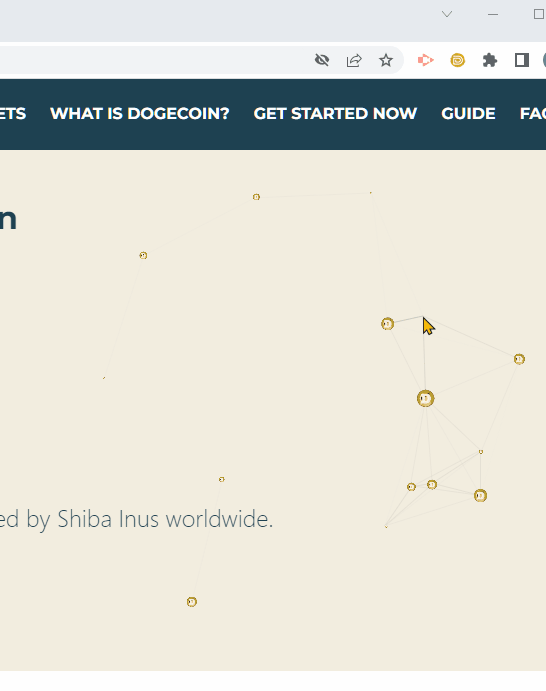 ETS WHAT IS DOGECOIN? GET STARTED NOW GUIDE FAQ
n
ed by Shiba Inus worldwide.